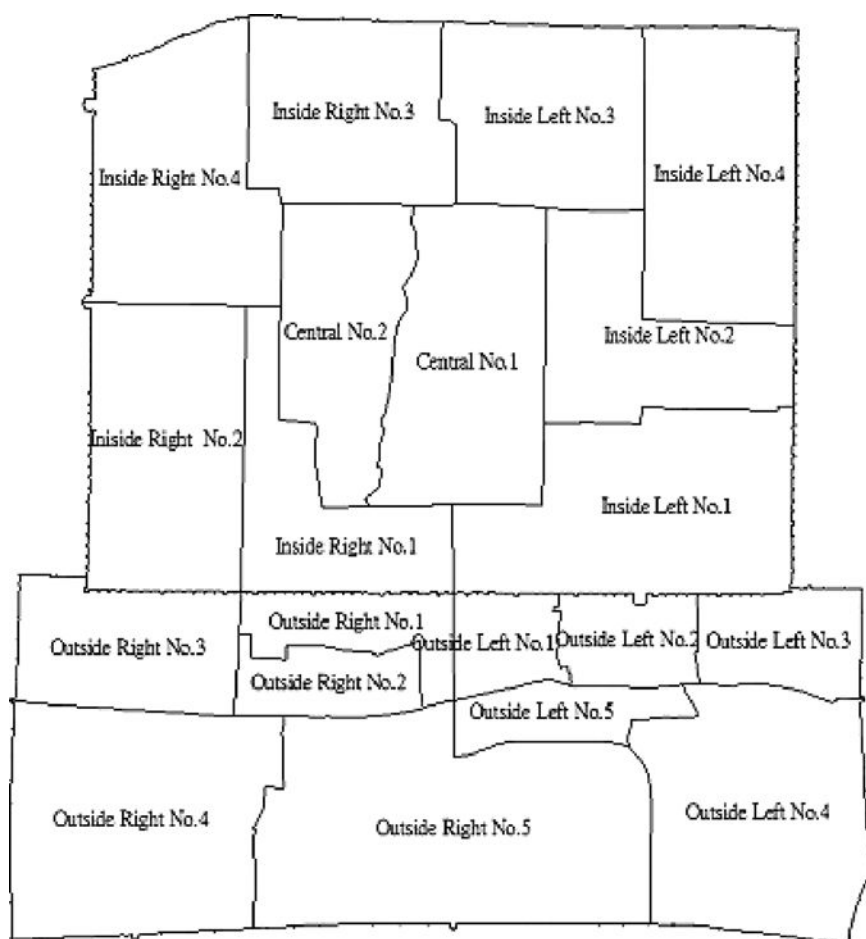 Inside Right No.3
Inside Left No.3
Inside Right No.4
Inside Left No.4
Central No.2
Inside Left No.2
Central No.1
Iniside Right No.2
Inside Left No.1
Inside Right No.1
Outside Right No.1
Outside Right No.3
Outside Left No.1
Outside Left No.2
Outside Left No.3
Outside Right No.2
Outside Left No.5
Outside Right No.4
Outside Right No.5
Outside Left No.4